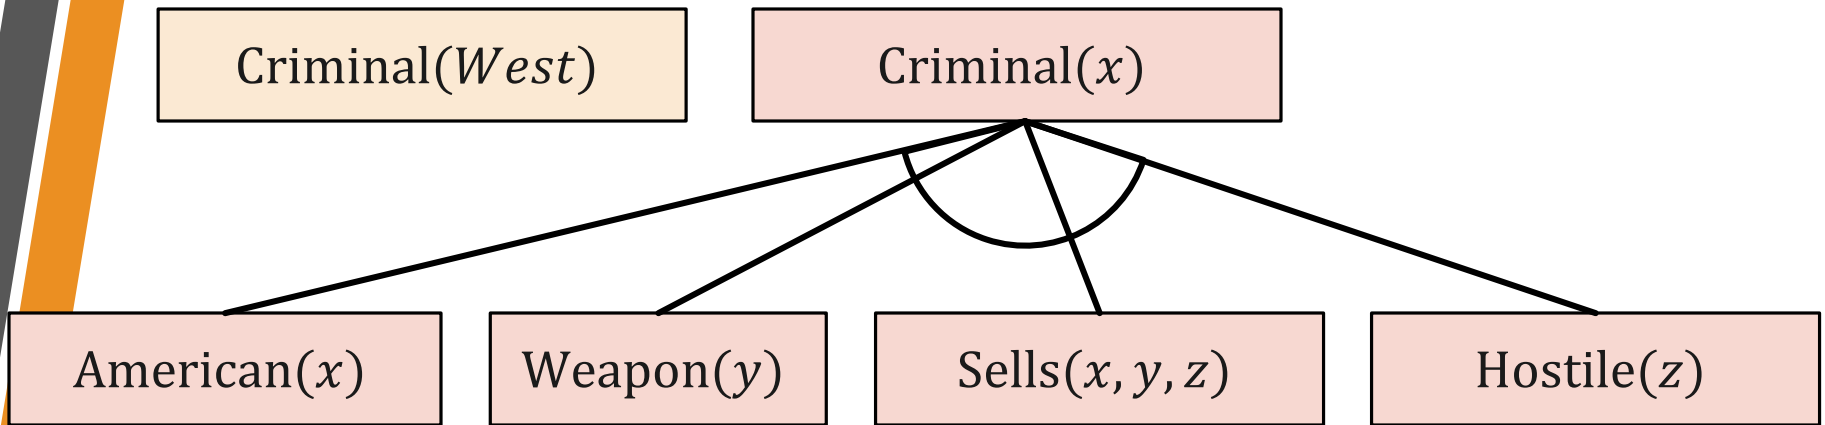 Criminal(West)
Criminal(x)
American(x)
Weapon(y)
Sells(x, y, z)
Hostile(z)